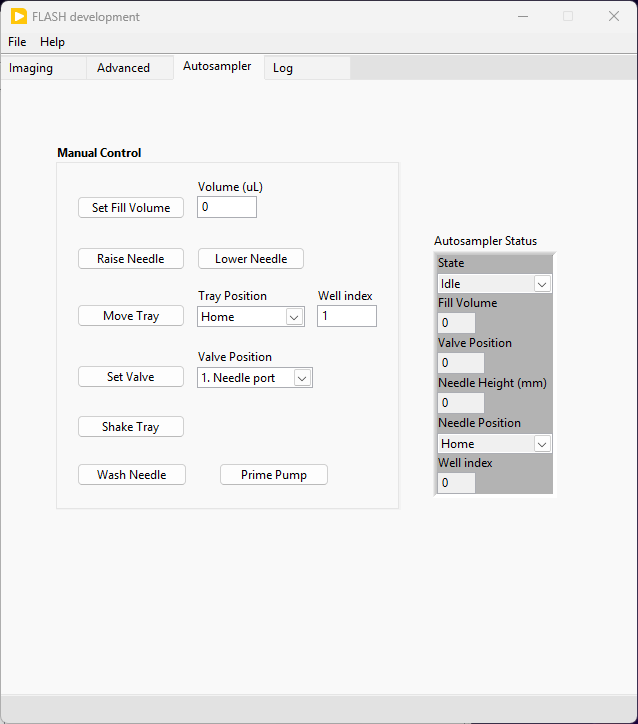 FLASH development
File Help
Imaging Advanced Autosampler Log
Manual Control
Volume (uL)
Set Fill Volume 0
Raise Needle Lower Needle
Tray Position Well index
Move Tray Home 1
Valve Position
Set Valve 1. Needle port
Shake Tray
Wash Needle Prime Pump
Autosampler Status
State
Idle
Fill Volume
0
Valve Position
0
Needle Height (mm)
0
Needle Position
Home
Well index
0